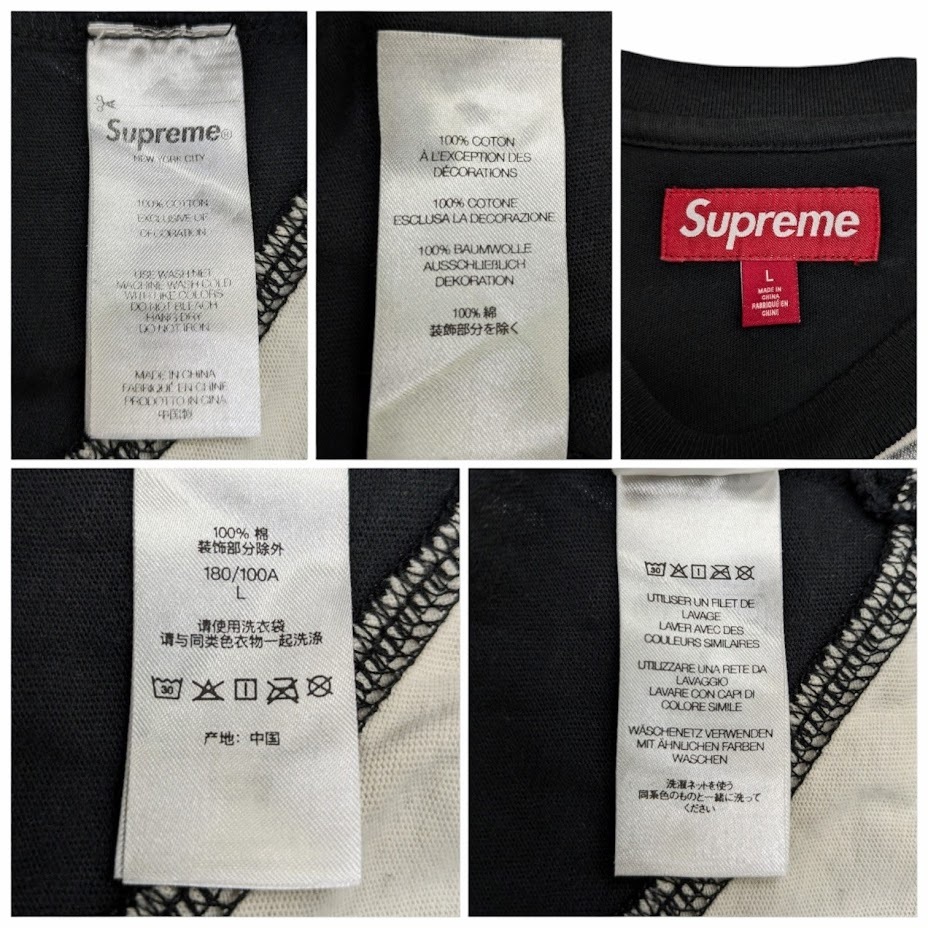 Supreme®
NEW YORK CITY
100% COTTON
EXCLUSIVE OF
DECORATION
USE WASH NET
MACHINE WASH COLD
WITH LIKE COLORS
DO NOT BLEACH
HANG DRY
DO NOT IRON
MADE IN CHINA
FABRIQUÉ EN CHINE
PRODOTTO IN CINA
中国製
100% COTON
À L'EXCEPTION DES
DÉCORATIONS
100% COTONE
ESCLUSA LA DECORAZIONE
100% BAUMWOLLE
AUSSCHLIEßLICH
DEKORATION
100% 綿
装飾部分を除く
Supreme
L
MADE IN
CHINA
FABRIQUÉ EN
CHINE
100% 棉
装饰部分除外
180/100A
L
请使用洗衣袋
请与同类色衣物一起洗涤
30
产地: 中国
30
UTILISER UN FILET DE
LAVAGE
LAVER AVEC DES
COULEURS SIMILAIRES
UTILIZZARE UNA RETE DA
LAVAGGIO
LAVARE CON CAPI DI
COLORE SIMILE
WÄSCHENETZ VERWENDEN
MIT ÄHNLICHEN FARBEN
WASCHEN
洗濯ネットを使う
同系色のものと一緒に洗って
ください